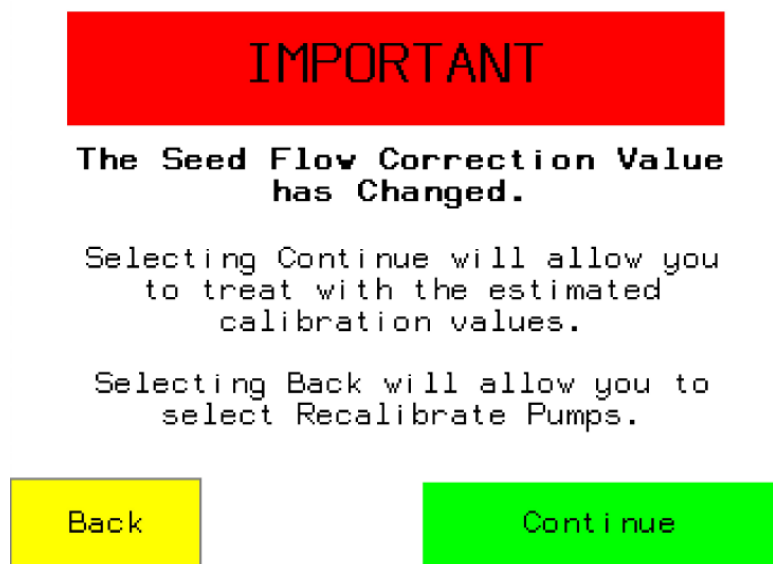 IMPORTANT
The Seed Flow Correction Value
has Changed.
Selecting Continue will allow you
to treat with the estimated
calibration values.
Selecting Back will allow you to
select Recalibrate Pumps.
Back
Continue